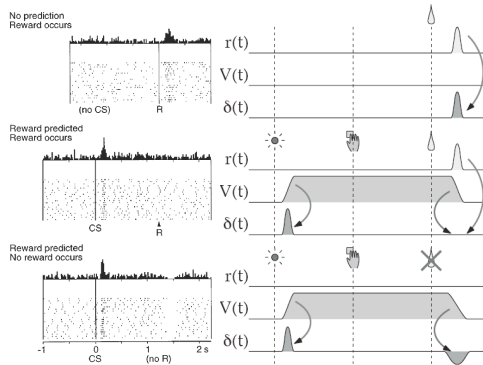 No prediction
Reward occurs
(no CS) R
r(t)
V(t)
δ(t)
Reward predicted
Reward occurs
CS R
r(t)
V(t)
δ(t)
Reward predicted
No reward occurs
-1 0 1 2 s
CS (no R)
r(t)
V(t)
δ(t)